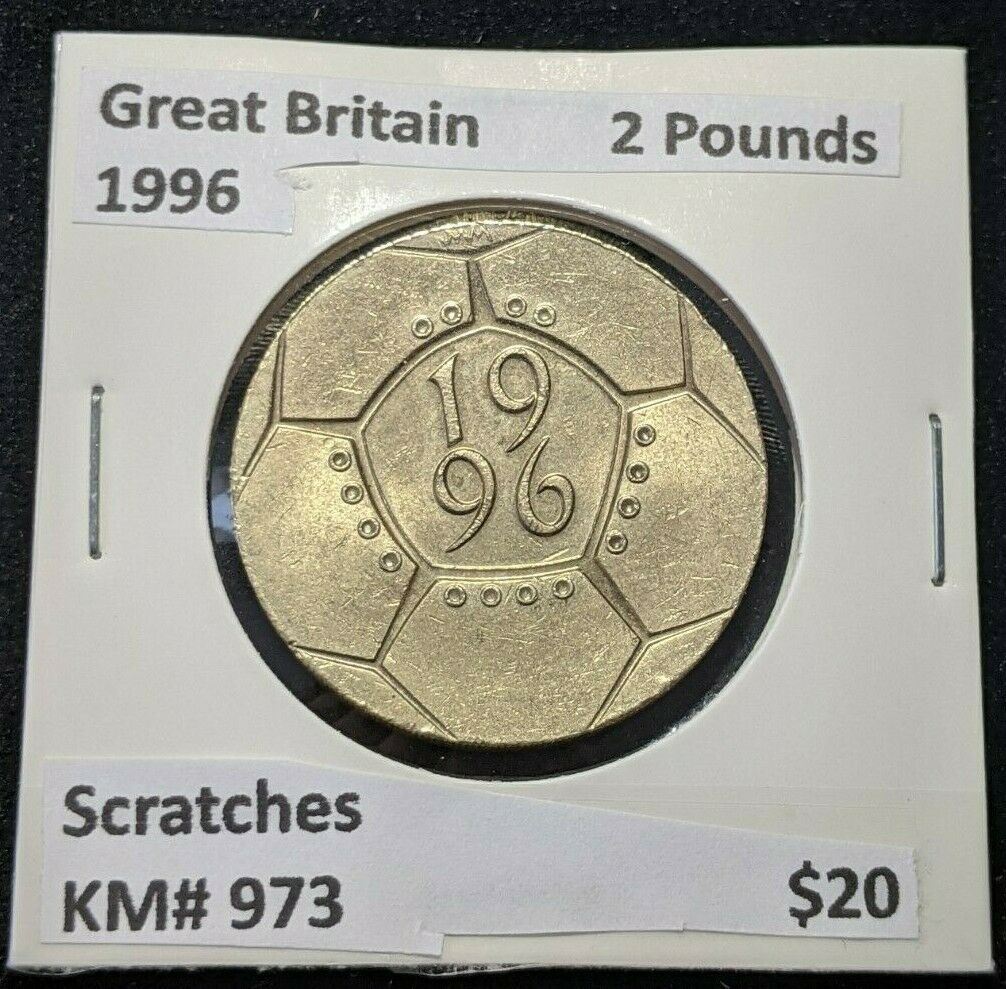 Great Britain 2 Pounds
1996
19
96
Scratches
KM# 973 $20